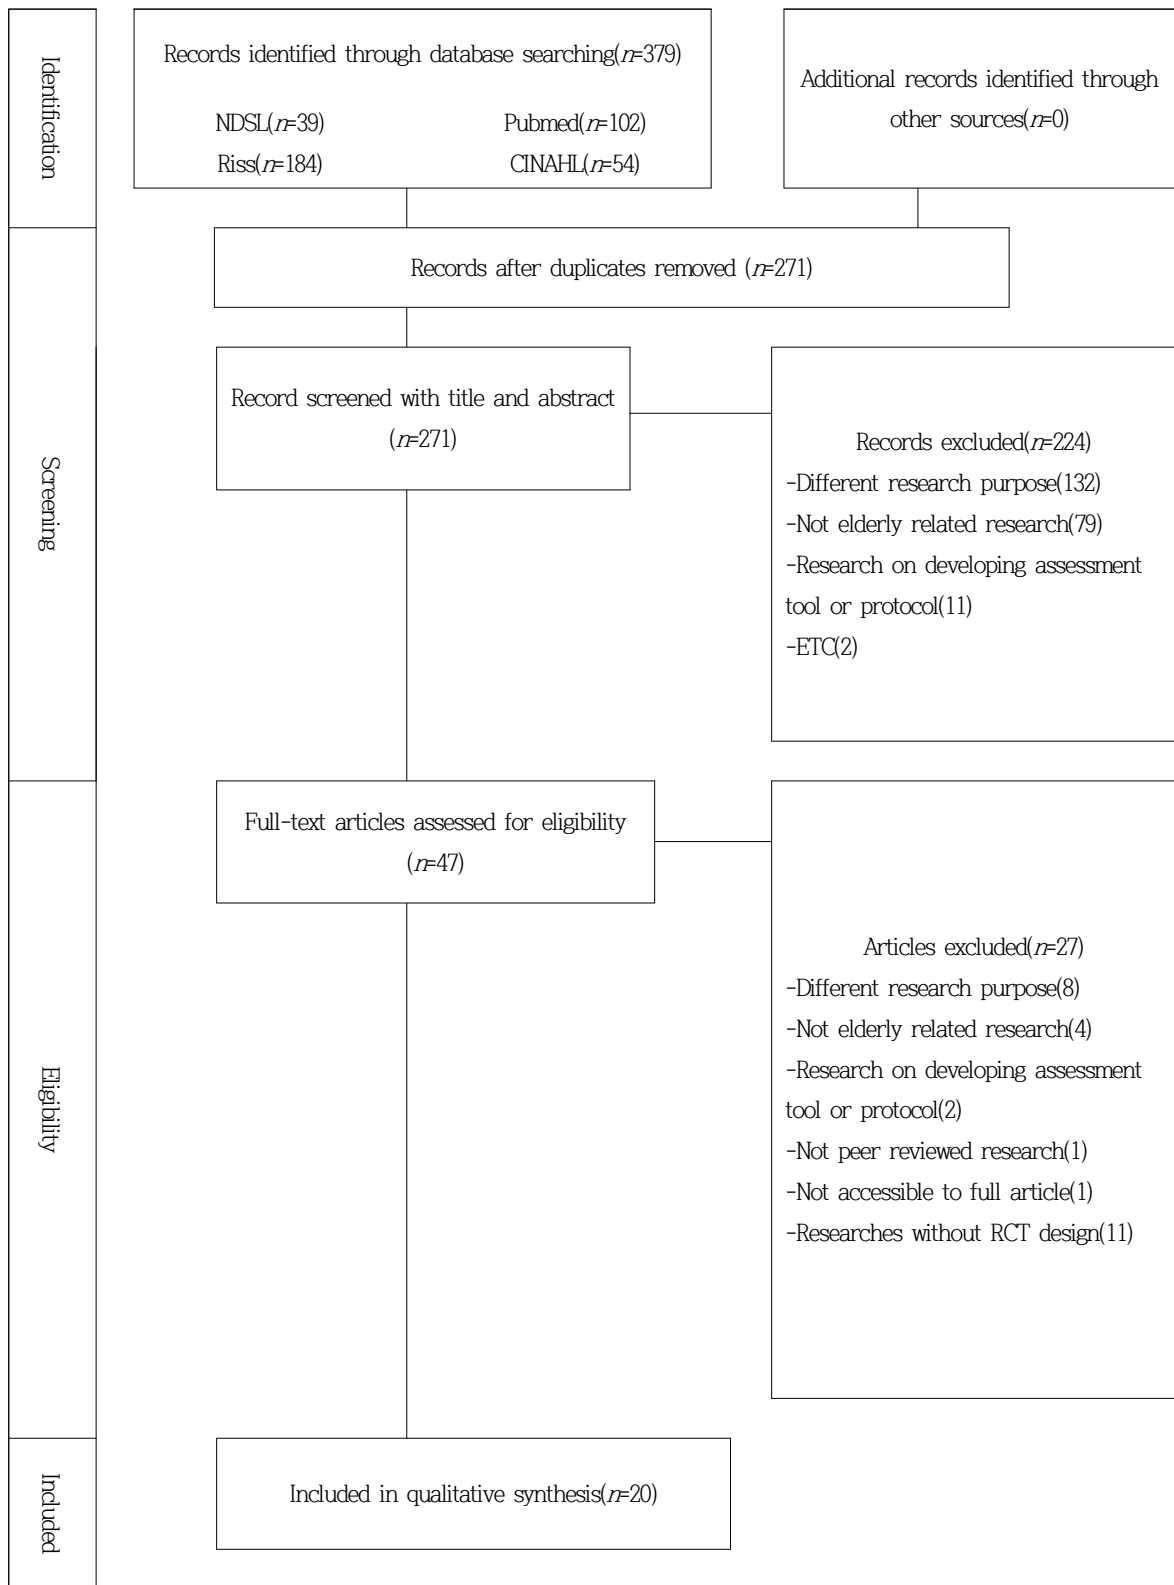 Identification
Records identified through database searching(n=379)
NDSL(n=39) Pubmed(n=102)
Riss(n=184) CINAHL(n=54)
Additional records identified through
other sources(n=0)
Records after duplicates removed (n=271)
Screening
Record screened with title and abstract
(n=271)
Records excluded(n=224)
-Different research purpose(132)
-Not elderly related research(79)
-Research on developing assessment
tool or protocol(11)
-ETC(2)
Eligibility
Full-text articles assessed for eligibility
(n=47)
Articles excluded(n=27)
-Different research purpose(8)
-Not elderly related research(4)
-Research on developing assessment
tool or protocol(2)
-Not peer reviewed research(1)
-Not accessible to full article(1)
-Researches without RCT design(11)
Included
Included in qualitative synthesis(n=20)